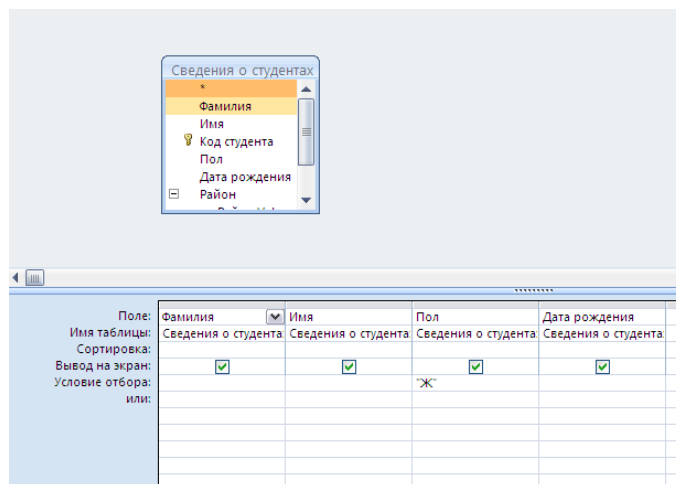 Сведения о студентах
*
Фамилия
Имя
Код студента
Пол
Дата рождения
Район
Поле: Фамилия Имя Пол Дата рождения
Имя таблицы: Сведения о студента Сведения о студента Сведения о студента Сведения о студента
Сортировка:
Вывод на экран:
Условие отбора: "Ж"
или: